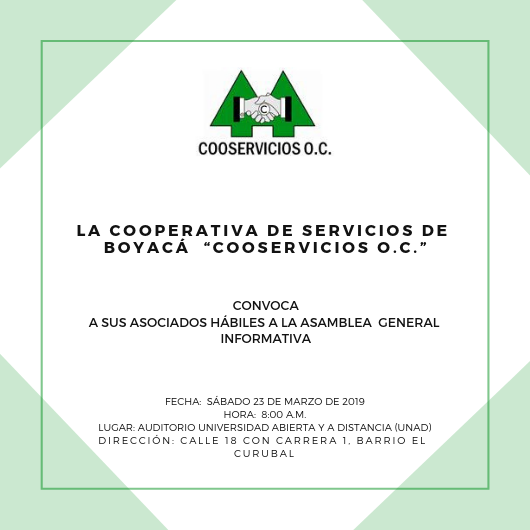 C
COOSERVICIOS O.C.
LA COOPERATIVA DE SERVICIOS DE
BOYACÁ “COOSERVICIOS O.C.”
CONVOCA
A SUS ASOCIADOS HÁBILES A LA ASAMBLEA GENERAL
INFORMATIVA
FECHA: SÁBADO 23 DE MARZO DE 2019
HORA: 8:00 A.M.
LUGAR: AUDITORIO UNIVERSIDAD ABIERTA Y A DISTANCIA (UNAD)
DIRECCIÓN: CALLE 18 CON CARRERA 1, BARRIO EL
CURUBAL